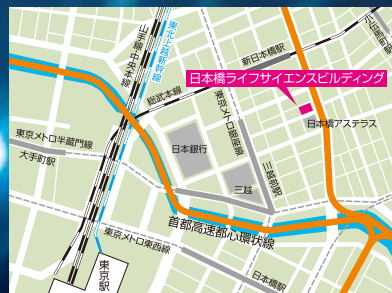 小伝馬町駅
山手線
中央本線
東北上越新幹線
新日本橋駅
日本橋ライフサイエンスビルディング
総武本線
東京メトロ銀座線
日本橋アステラス
東京メトロ半蔵門線
大手町駅
日本銀行
三越前駅
三越
首都高速都心環状線
東京メトロ東西線
東京駅
日本橋駅